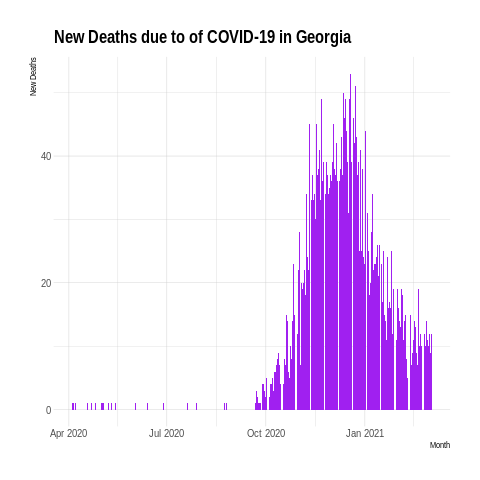 New Deaths due to of COVID-19 in Georgia
New Deaths
40
20
0
Apr 2020 Jul 2020 Oct 2020 Jan 2021
Month